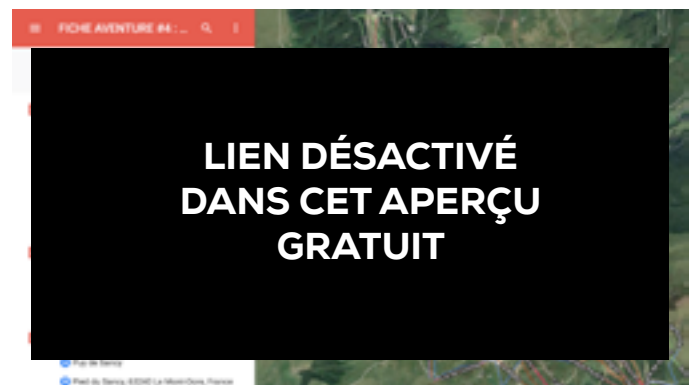 FICHE AVENTURE #4 : ...
LIEN DÉSACTIVÉ
DANS CET APERÇU
GRATUIT
Puy de Sancy
Pied du Sancy, 63240 Le Mont-Dore, France